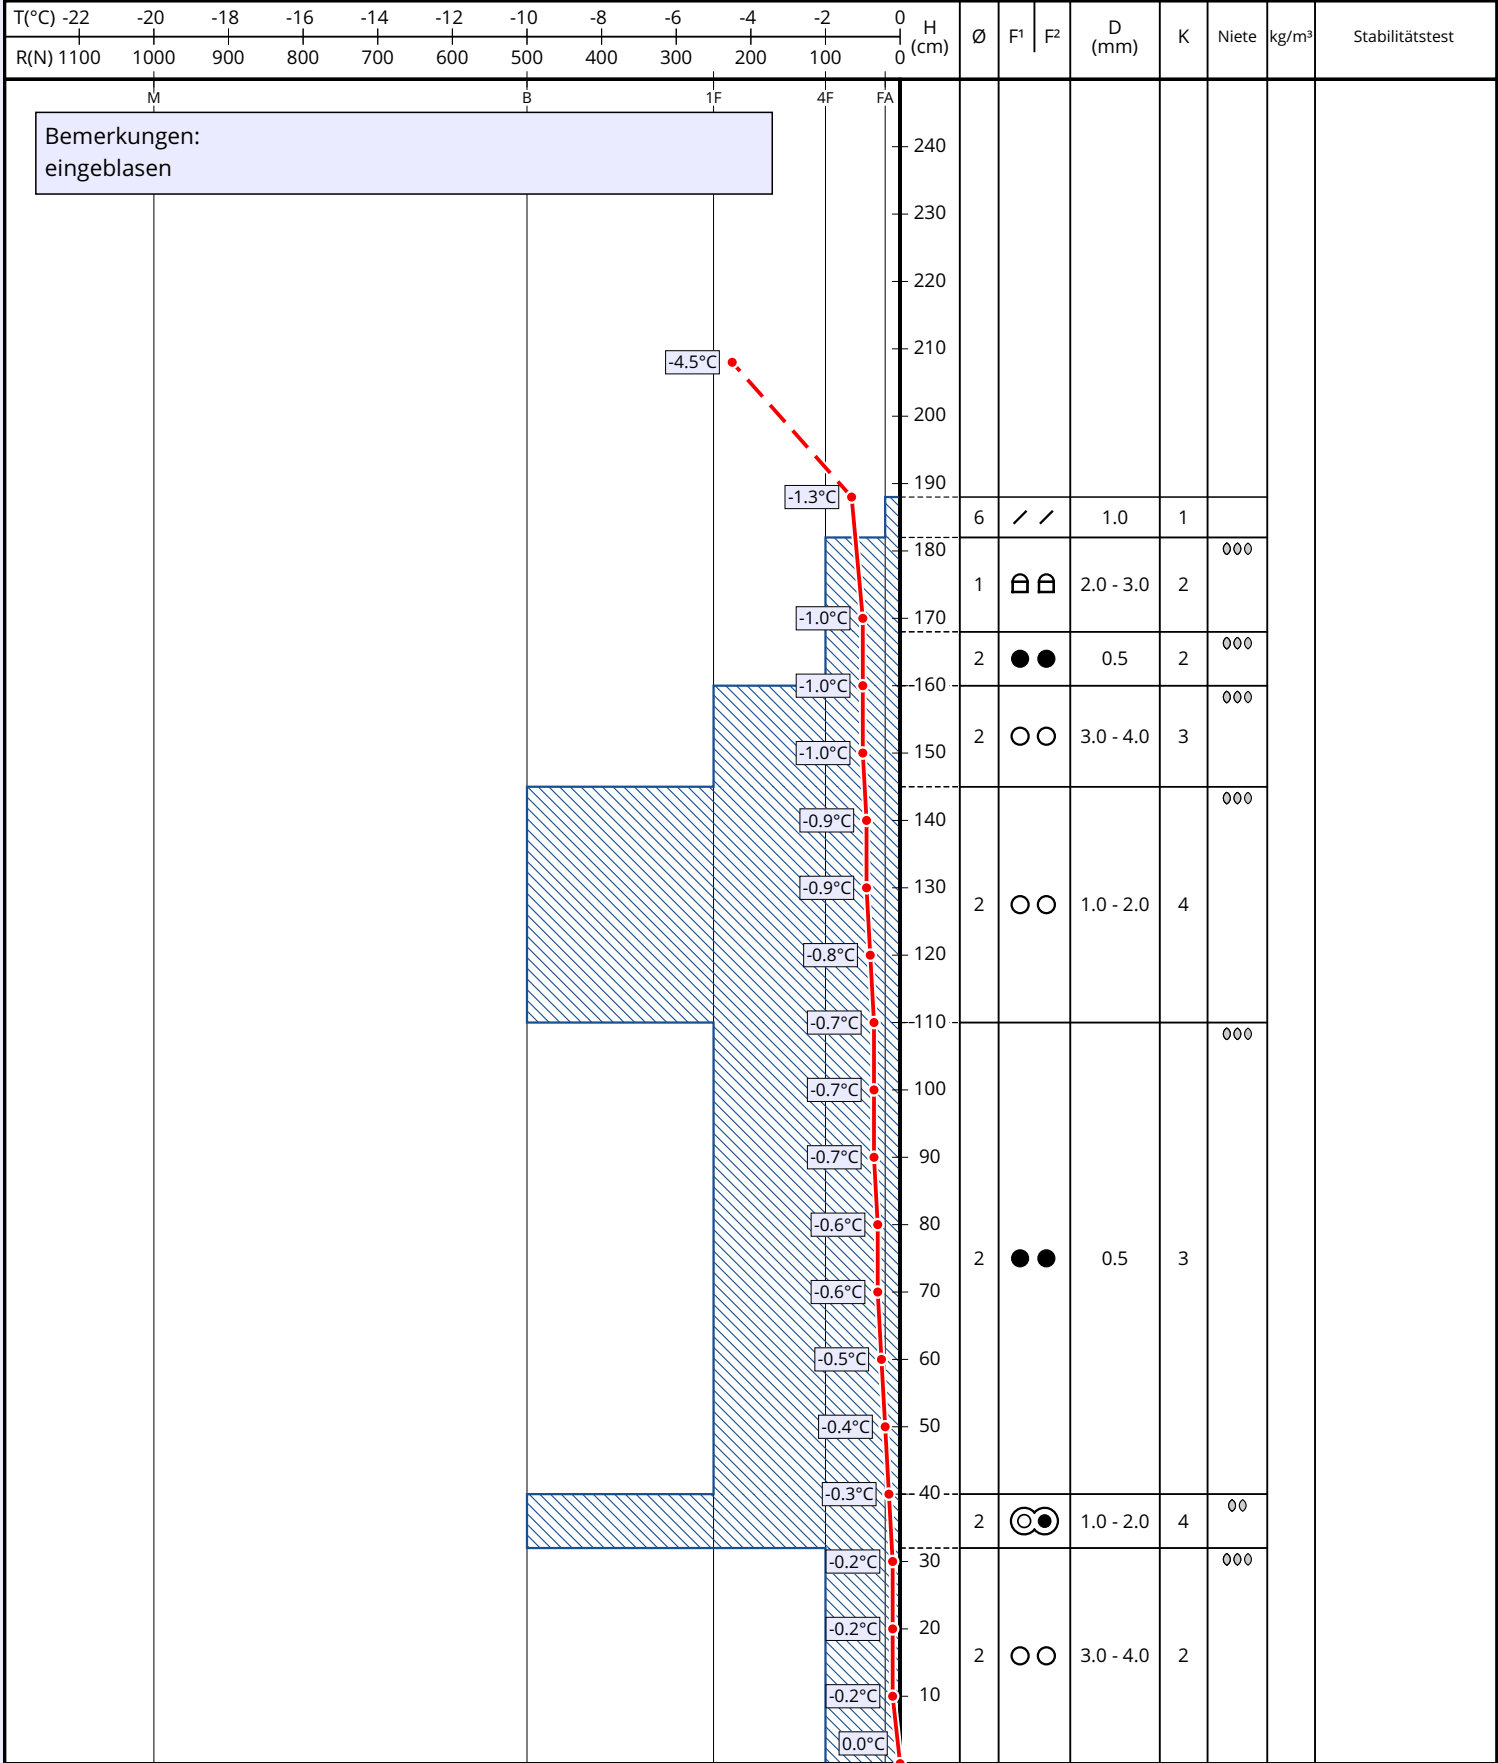 T(°C) -22 -20 -18 -16 -14 -12 -10 -8 -6 -4 -2 0
R(N) 1100 1000 900 800 700 600 500 400 300 200 100 0
H (cm) Ø F¹ F² D (mm) K Niete kg/m³ Stabilitätstest
M B 1F 4F FA
Bemerkungen:
eingeblasen
240
230
220
210
-4.5°C
200
190
-1.3°C
6 1.0 1
180
1 2.0 - 3.0 2
-1.0°C 170
2 0.5 2
-1.0°C 160
2 3.0 - 4.0 3
-1.0°C 150
-0.9°C 140
-0.9°C 130
2 1.0 - 2.0 4
-0.8°C 120
-0.7°C 110
-0.7°C 100
-0.7°C 90
-0.6°C 80
2 0.5 3
-0.6°C 70
-0.5°C 60
-0.4°C 50
-0.3°C 40
2 1.0 - 2.0 4
-0.2°C 30
-0.2°C 20
2 3.0 - 4.0 2
-0.2°C 10
0.0°C